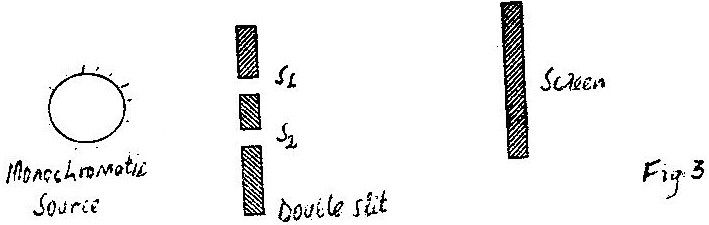 S1
Screen
S2
Monochromatic
Source
Fig 3
Double slit